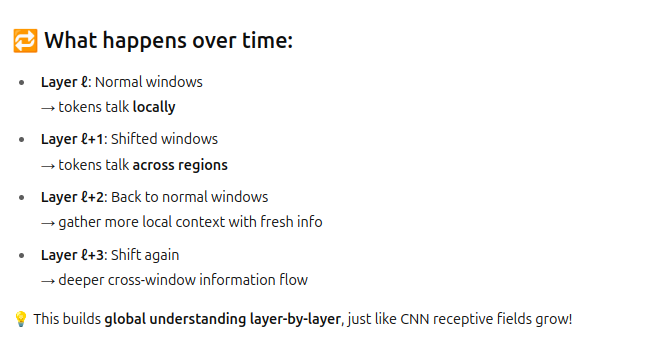 🔁 What happens over time:
• Layer ℓ: Normal windows
→ tokens talk locally
• Layer ℓ+1: Shifted windows
→ tokens talk across regions
• Layer ℓ+2: Back to normal windows
→ gather more local context with fresh info
• Layer ℓ+3: Shift again
→ deeper cross-window information flow
💡 This builds global understanding layer-by-layer, just like CNN receptive fields grow!